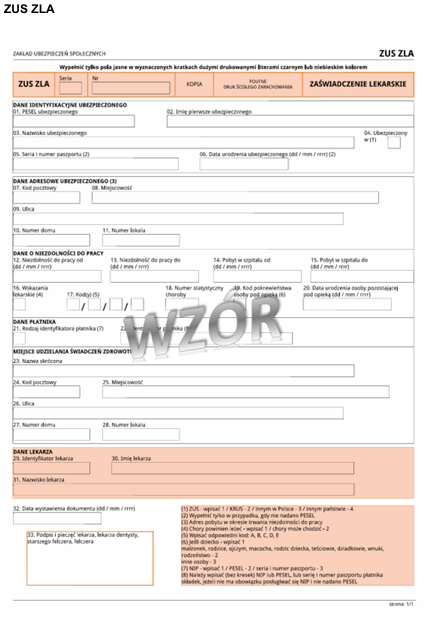 ZUS ZLA
ZAKŁAD UBEZPIECZEŃ SPOŁECZNYCH
ZUS ZLA
Wypełnić tylko pola jasne w wyznaczonych kratkach dużymi drukowanymi literami czarnym lub niebieskim kolorem
ZUS ZLA
Seria
Nr
KOPIA
POUFNE
DRUK ŚCISŁEGO ZARACHOWANIA
ZAŚWIADCZENIE LEKARSKIE
DANE IDENTYFIKACYJNE UBEZPIECZONEGO
01. PESEL ubezpieczonego
02. Imię pierwsze ubezpieczonego
03. Nazwisko ubezpieczonego
04. Ubezpieczony
w (1)
05. Seria i numer paszportu (2)
06. Data urodzenia ubezpieczonego (dd / mm / rrrr) (2)
DANE ADRESOWE UBEZPIECZONEGO (3)
07. Kod pocztowy
08. Miejscowość
09. Ulica
10. Numer domu
11. Numer lokalu
DANE O NIEZDOLNOŚCI DO PRACY
12. Niezdolność do pracy od
(dd / mm / rrrr)
13. Niezdolność do pracy do
(dd / mm / rrrr)
14. Pobyt w szpitalu od
(dd / mm / rrrr)
15. Pobyt w szpitalu do
(dd / mm / rrrr)
16. Wskazania
lekarskie (4)
17. Kod(y) (5)
18. Numer statystyczny
choroby
19. Kod pokrewieństwa
osoby pod opieką (6)
20. Data urodzenia osoby pozostającej
pod opieką (dd / mm / rrrr)
DANE PŁATNIKA
21. Rodzaj identyfikatora płatnika (7)
WZÓR
MIEJSCE UDZIELANIA ŚWIADCZEŃ ZDROWOT
23. Nazwa skrócona
24. Kod pocztowy
25. Miejscowość
26. Ulica
27. Numer domu
28. Numer lokalu
DANE LEKARZA
29. Identyfikator lekarza
30. Imię lekarza
31. Nazwisko lekarza
32. Data wystawienia dokumentu (dd / mm / rrrr)
33. Podpis i pieczęć lekarza, lekarza dentysty,
starszego felczera, felczera
(1) ZUS - wpisać 1 / KRUS - 2 / innym w Polsce - 3 / innym państwie - 4
(2) Wypełnić tylko w przypadku, gdy nie nadano PESEL
(3) Adres pobytu w okresie trwania niezdolności do pracy
(4) Chory powinien leżeć - wpisać 1 / chory może chodzić - 2
(5) Wpisać odpowiedni kod: A, B, C, D, E
(6) Jeśli dziecko - wpisać 1
małżonek, rodzice, ojczym, macocha, rodzic dziecka, teściowie, dziadkowie, wnuki,
rodzeństwo - 2
inne osoby - 3
(7) NIP - wpisać 1 / PESEL - 2 / seria i numer paszportu - 3
(8) Należy wpisać (bez kresek) NIP lub PESEL, lub serię i numer paszportu płatnika
składek, jeżeli nie ma obowiązku posługiwać się NIP i nie nadano PESEL
strona: 1/1